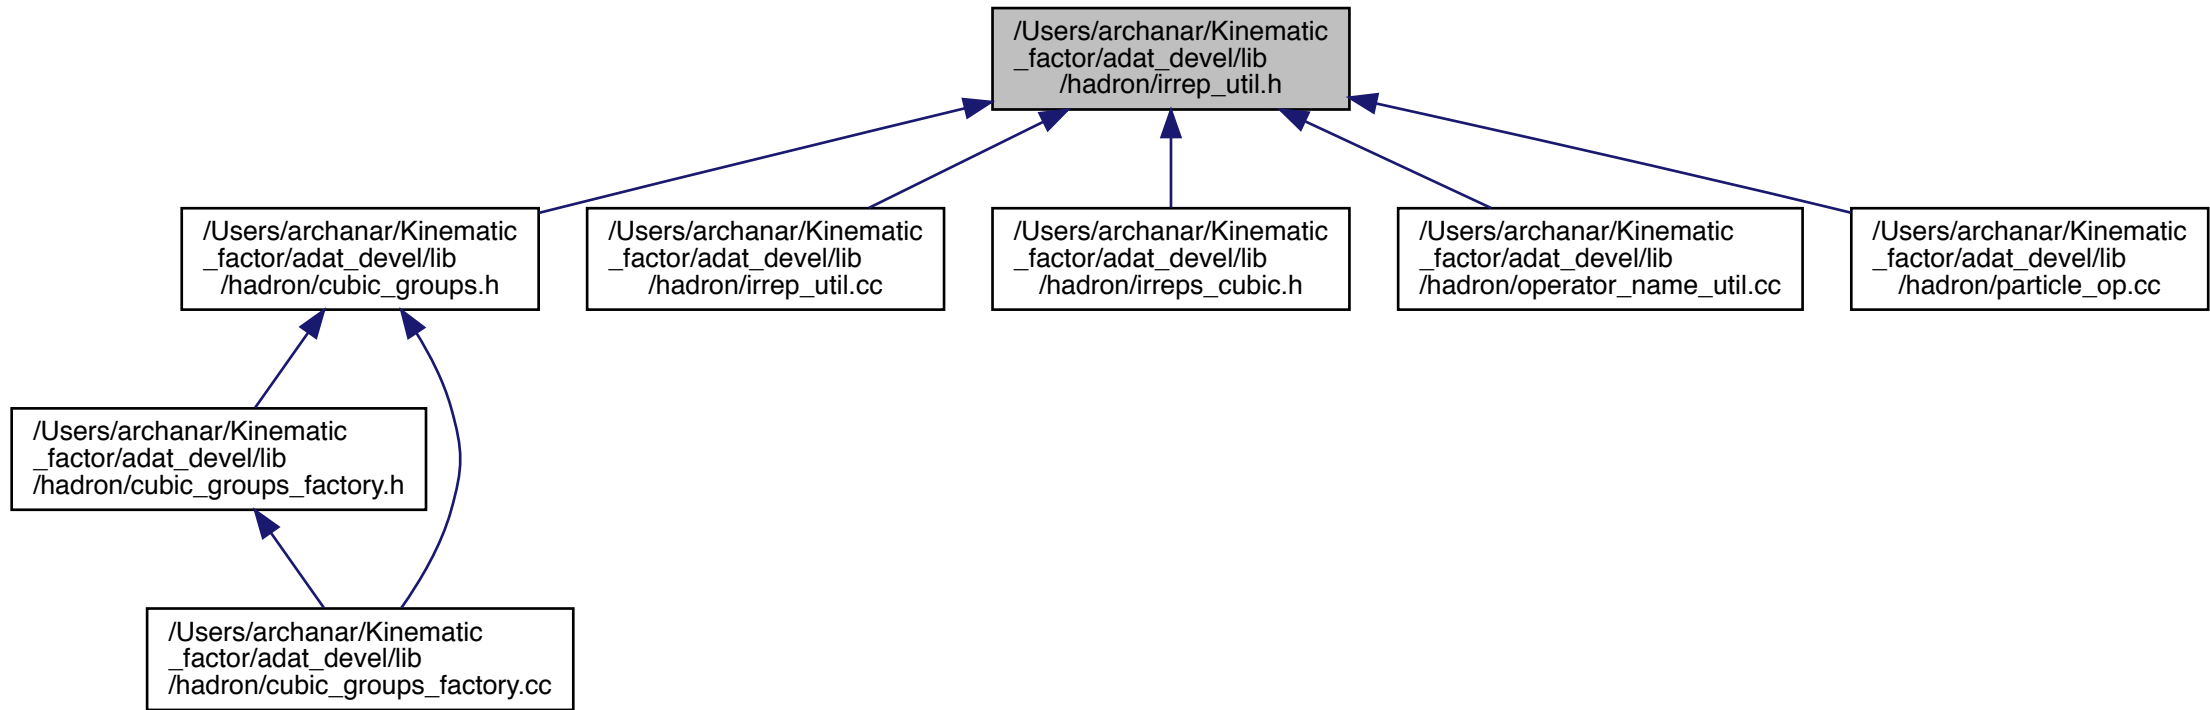 /Users/archanar/Kinematic
_factor/adat_devel/lib
/hadron/irrep_util.h
/Users/archanar/Kinematic
_factor/adat_devel/lib
/hadron/cubic_groups.h
/Users/archanar/Kinematic
_factor/adat_devel/lib
/hadron/irrep_util.cc
/Users/archanar/Kinematic
_factor/adat_devel/lib
/hadron/irreps_cubic.h
/Users/archanar/Kinematic
_factor/adat_devel/lib
/hadron/operator_name_util.cc
/Users/archanar/Kinematic
_factor/adat_devel/lib
/hadron/particle_op.cc
/Users/archanar/Kinematic
_factor/adat_devel/lib
/hadron/cubic_groups_factory.h
/Users/archanar/Kinematic
_factor/adat_devel/lib
/hadron/cubic_groups_factory.cc